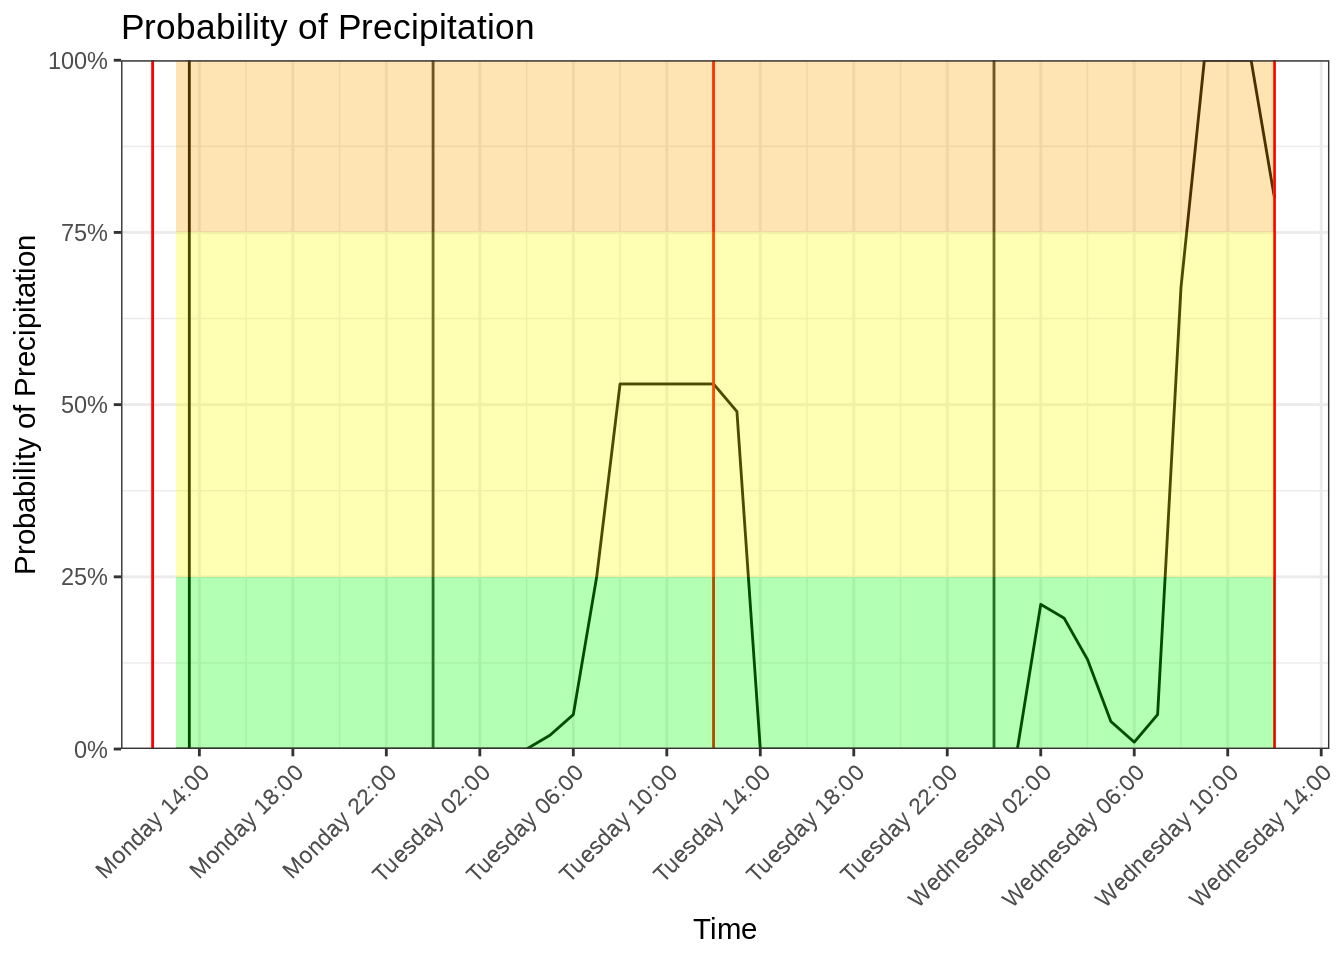 Probability of Precipitation
Probability of Precipitation
100%
75%
50%
25%
0%
Monday 14:00
Monday 18:00
Monday 22:00
Tuesday 02:00
Tuesday 06:00
Tuesday 10:00
Tuesday 14:00
Tuesday 18:00
Tuesday 22:00
Wednesday 02:00
Wednesday 06:00
Wednesday 10:00
Wednesday 14:00
Time